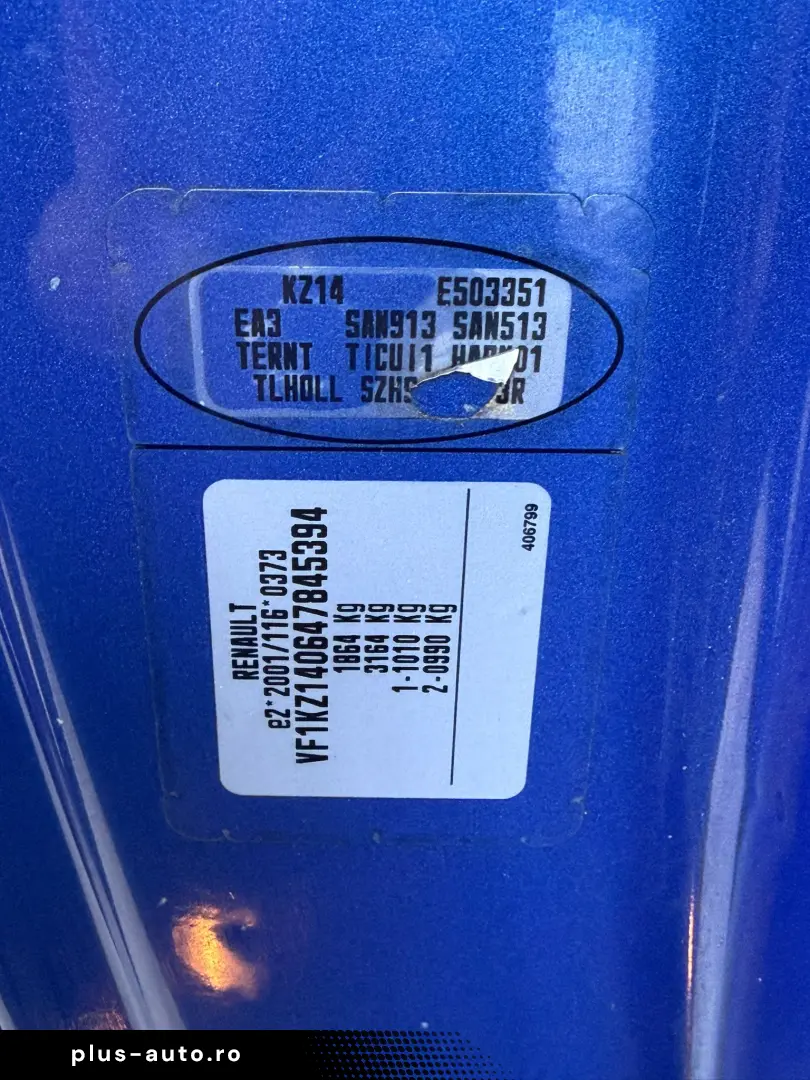 KZ14 E503351
EA3 SAN913 SAN513
TERNT TICUI1
TLHOLL
RENAULT
e2*2001/116*0373
VF1KZ140647845394
1864 Kg
3164 Kg
1-1010 Kg
2-0990 Kg
406799
plus-auto.ro